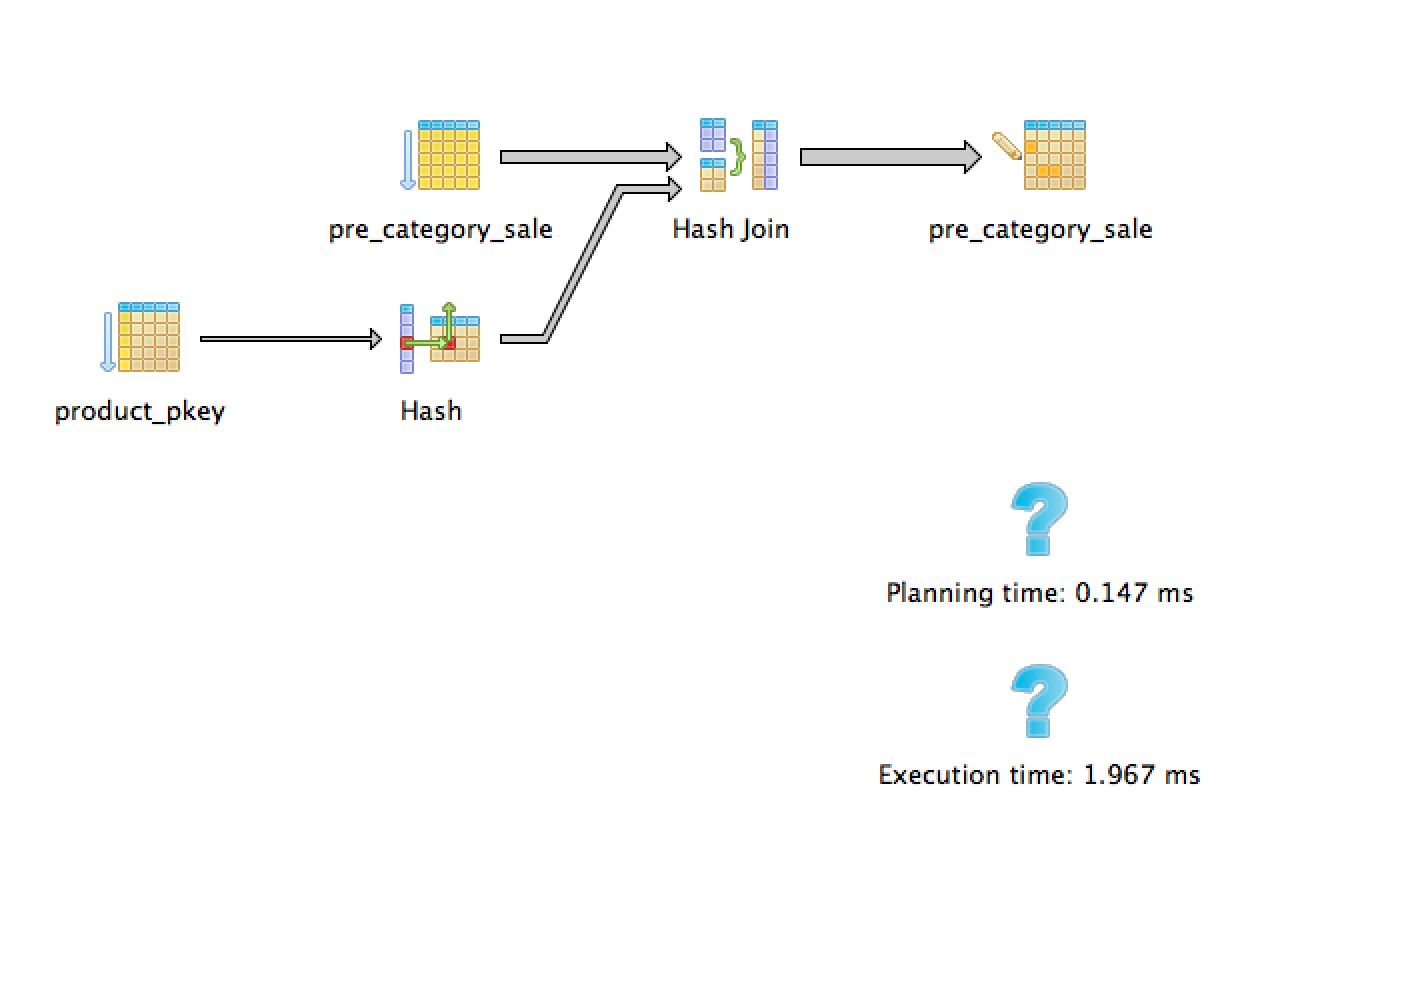 pre_category_sale
Hash Join
pre_category_sale
product_pkey
Hash
Planning time: 0.147 ms
Execution time: 1.967 ms